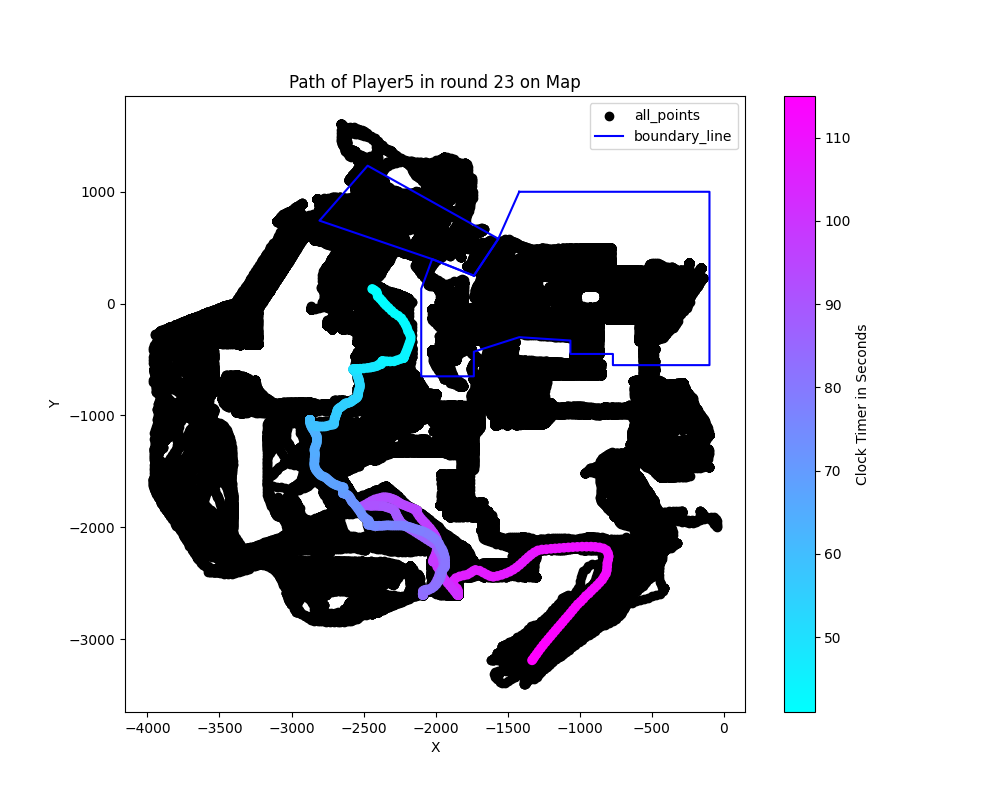 Path of Player5 in round 23 on Map
all_points
boundary_line
1000
0
−1000
−2000
−3000
Y
−4000 −3500 −3000 −2500 −2000 −1500 −1000 −500 0
X
110
100
90
80
70
60
50
Clock Timer in Seconds